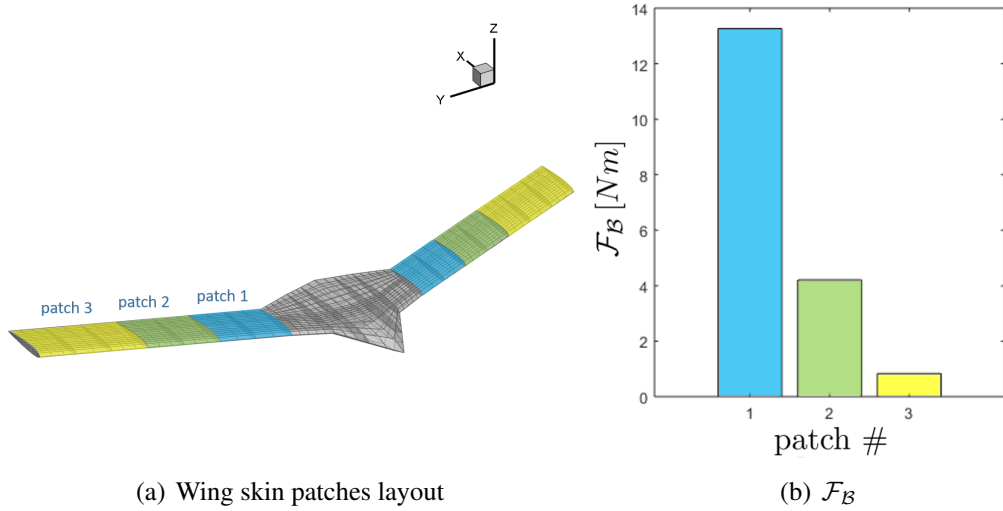 Z
X
Y
patch 3 patch 2 patch 1
(a) Wing skin patches layout
14
12
10
8
6
4
2
0
$\mathcal{F}_{\mathcal{B}}$ [Nm]
1 2 3
patch #
(b) $\mathcal{F}_{\mathcal{B}}$